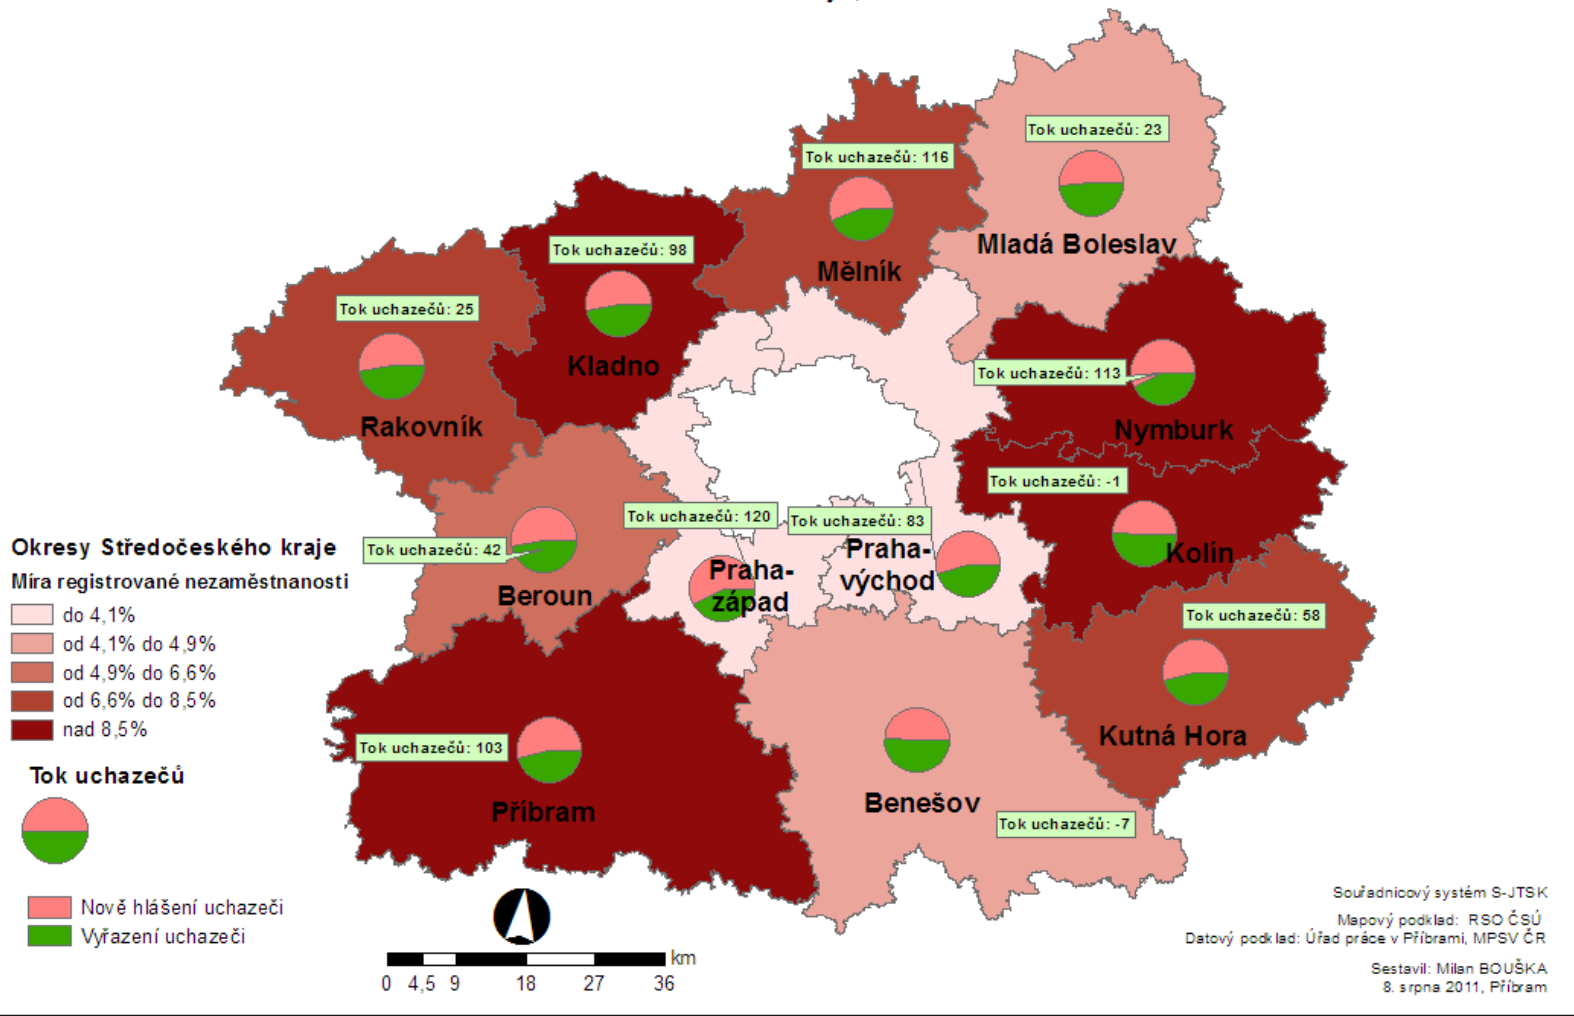 Tok uchazečů: 23
Tok uchazečů: 116
Mladá Boleslav
Tok uchazečů: 98
Mělník
Tok uchazečů: 25
Kladno
Tok uchazečů: 113
Rakovník
Nymburk
Tok uchazečů: -1
Tok uchazečů: 120
Tok uchazečů: 83
Tok uchazečů: 42
Kolín
Praha-
východ
Praha-
západ
Beroun
Tok uchazečů: 58
Kutná Hora
Tok uchazečů: 103
Příbram
Benešov
Tok uchazečů: -7
Okresy Středočeského kraje
Míra registrované nezaměstnanosti
do 4,1%
od 4,1% do 4,9%
od 4,9% do 6,6%
od 6,6% do 8,5%
nad 8,5%
Tok uchazečů
Nově hlášení uchazeči
Vyřazení uchazeči
km
0 4,5 9 18 27 36
Souřadnicový systém S-JTSK
Mapový podklad: RSO ČSÚ
Datový podklad: Úřad práce v Příbrami, MPSV ČR
Sestavil: Milan BOUŠKA
8. srpna 2011, Příbram